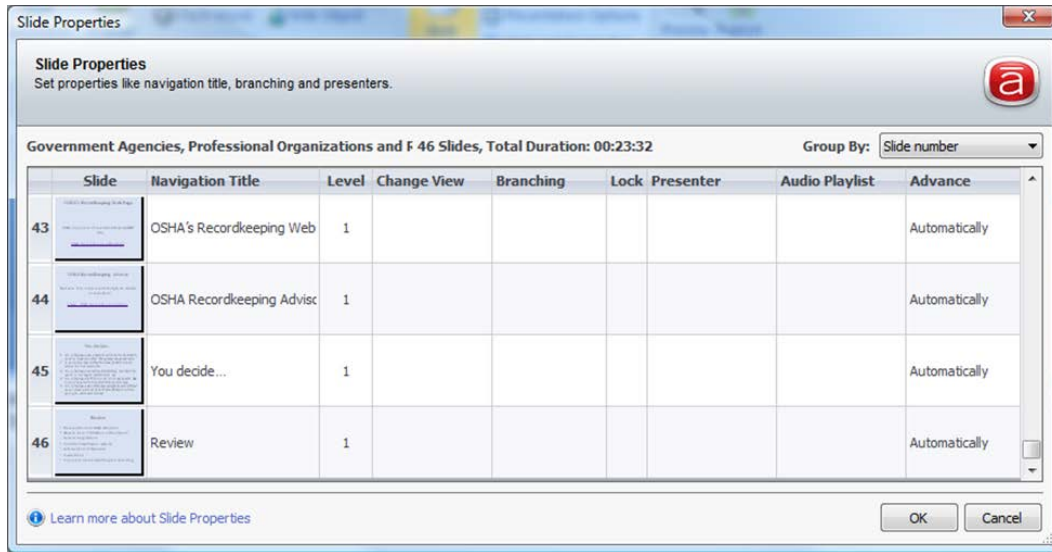 Slide Properties
Slide Properties
Set properties like navigation title, branching and presenters.
Government Agencies, Professional Organizations and F 46 Slides, Total Duration: 00:23:32 Group By: Slide number
Slide Navigation Title Level Change View Branching Lock Presenter Audio Playlist Advance
43 OSHA's Recordkeeping Web 1 Automatically
44 OSHA Recordkeeping Advisc 1 Automatically
45 You decide... 1 Automatically
46 Review 1 Automatically
Learn more about Slide Properties OK Cancel